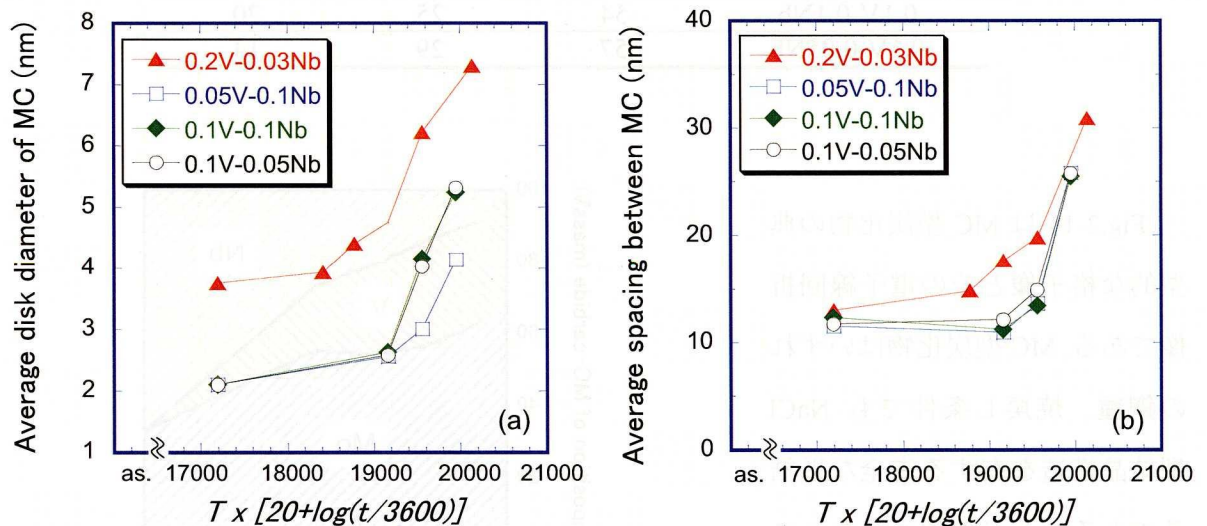 Average disk diameter of MC (nm)
8
7
6
5
4
3
2
1
0.2V-0.03Nb
0.05V-0.1Nb
0.1V-0.1Nb
0.1V-0.05Nb
(a)
as. 17000 18000 19000 20000 21000
T x [20+log(t/3600)]
Average spacing between MC (nm)
40
30
20
10
0
0.2V-0.03Nb
0.05V-0.1Nb
0.1V-0.1Nb
0.1V-0.05Nb
(b)
as. 17000 18000 19000 20000 21000
T x [20+log(t/3600)]